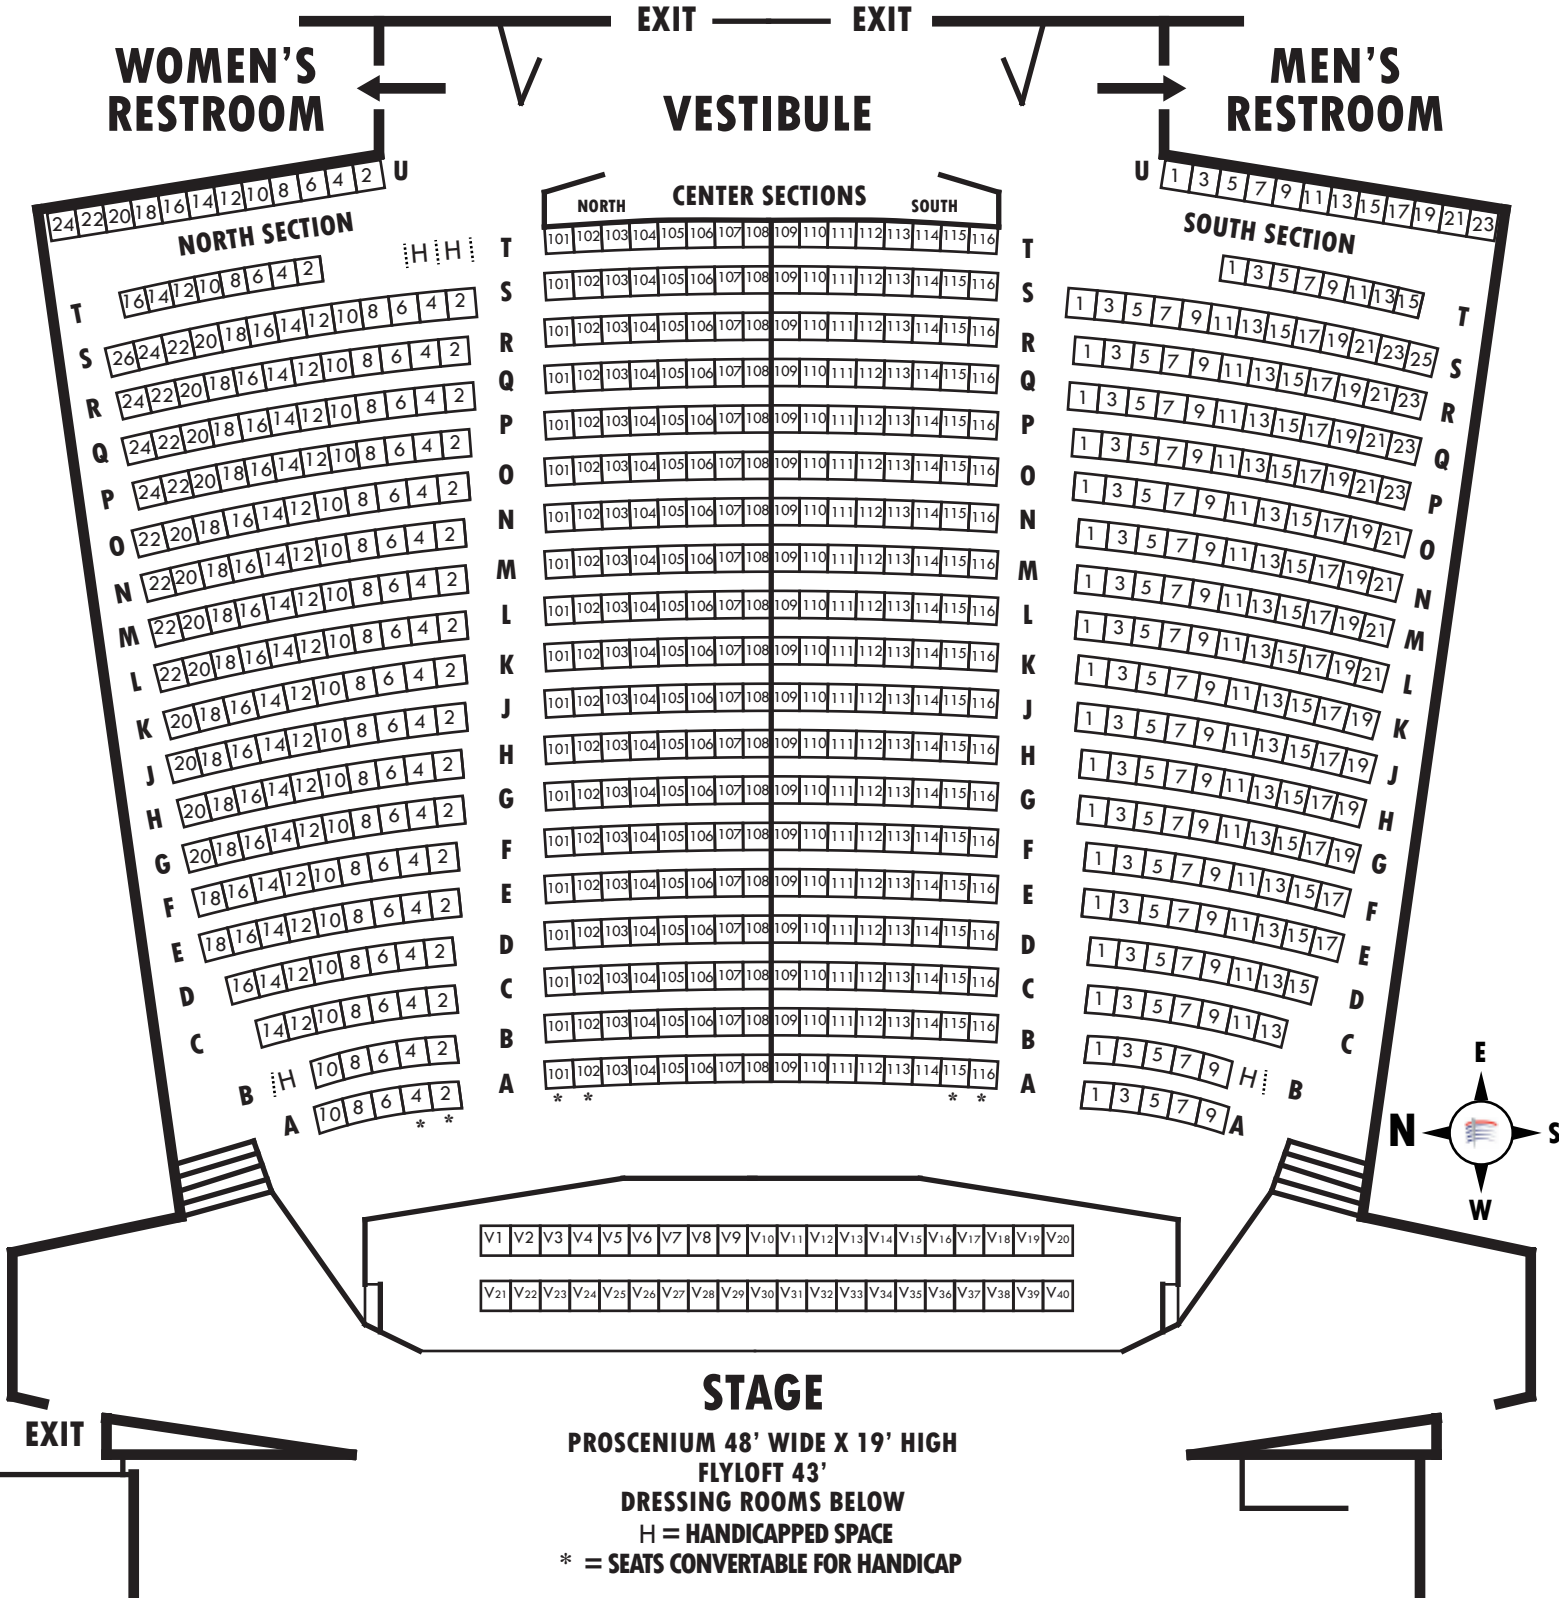 EXIT EXIT
WOMEN'S
RESTROOM
VESTIBULE
MEN'S
RESTROOM
24 22 20 18 16 14 12 10 8 6 4 2 U
U 1 3 5 7 9 11 13 15 17 19 21 23
NORTH SECTION
CENTER SECTIONS
NORTH SOUTH
SOUTH SECTION
T 16 14 12 10 8 6 4 2 H H T 101 102 103 104 105 106 107 108 109 110 111 112 113 114 115 116 T 1 3 5 7 9 11 13 15 T
S 26 24 22 20 18 16 14 12 10 8 6 4 2 S 101 102 103 104 105 106 107 108 109 110 111 112 113 114 115 116 S 1 3 5 7 9 11 13 15 17 19 21 23 25 S
R 24 22 20 18 16 14 12 10 8 6 4 2 R 101 102 103 104 105 106 107 108 109 110 111 112 113 114 115 116 R 1 3 5 7 9 11 13 15 17 19 21 23 R
Q 24 22 20 18 16 14 12 10 8 6 4 2 Q 101 102 103 104 105 106 107 108 109 110 111 112 113 114 115 116 Q 1 3 5 7 9 11 13 15 17 19 21 23 Q
P 24 22 20 18 16 14 12 10 8 6 4 2 P 101 102 103 104 105 106 107 108 109 110 111 112 113 114 115 116 P 1 3 5 7 9 11 13 15 17 19 21 23 P
O 22 20 18 16 14 12 10 8 6 4 2 O 101 102 103 104 105 106 107 108 109 110 111 112 113 114 115 116 O 1 3 5 7 9 11 13 15 17 19 21 O
N 22 20 18 16 14 12 10 8 6 4 2 N 101 102 103 104 105 106 107 108 109 110 111 112 113 114 115 116 N 1 3 5 7 9 11 13 15 17 19 21 N
M 22 20 18 16 14 12 10 8 6 4 2 M 101 102 103 104 105 106 107 108 109 110 111 112 113 114 115 116 M 1 3 5 7 9 11 13 15 17 19 21 M
L 22 20 18 16 14 12 10 8 6 4 2 L 101 102 103 104 105 106 107 108 109 110 111 112 113 114 115 116 L 1 3 5 7 9 11 13 15 17 19 21 L
K 20 18 16 14 12 10 8 6 4 2 K 101 102 103 104 105 106 107 108 109 110 111 112 113 114 115 116 K 1 3 5 7 9 11 13 15 17 19 K
J 20 18 16 14 12 10 8 6 4 2 J 101 102 103 104 105 106 107 108 109 110 111 112 113 114 115 116 J 1 3 5 7 9 11 13 15 17 19 J
H 20 18 16 14 12 10 8 6 4 2 H 101 102 103 104 105 106 107 108 109 110 111 112 113 114 115 116 H 1 3 5 7 9 11 13 15 17 19 H
G 20 18 16 14 12 10 8 6 4 2 G 101 102 103 104 105 106 107 108 109 110 111 112 113 114 115 116 G 1 3 5 7 9 11 13 15 17 19 G
F 18 16 14 12 10 8 6 4 2 F 101 102 103 104 105 106 107 108 109 110 111 112 113 114 115 116 F 1 3 5 7 9 11 13 15 17 F
E 18 16 14 12 10 8 6 4 2 E 101 102 103 104 105 106 107 108 109 110 111 112 113 114 115 116 E 1 3 5 7 9 11 13 15 17 E
D 16 14 12 10 8 6 4 2 D 101 102 103 104 105 106 107 108 109 110 111 112 113 114 115 116 D 1 3 5 7 9 11 13 15 D
C 14 12 10 8 6 4 2 C 101 102 103 104 105 106 107 108 109 110 111 112 113 114 115 116 C 1 3 5 7 9 11 13 C
B H 10 8 6 4 2 B 101 102 103 104 105 106 107 108 109 110 111 112 113 114 115 116 B 1 3 5 7 9 H B
A 10 8 6 4 2 A 101 102 103 104 105 106 107 108 109 110 111 112 113 114 115 116 A 1 3 5 7 9 A
* * * * * *
E
N S
W
V1 V2 V3 V4 V5 V6 V7 V8 V9 V10 V11 V12 V13 V14 V15 V16 V17 V18 V19 V20
V21 V22 V23 V24 V25 V26 V27 V28 V29 V30 V31 V32 V33 V34 V35 V36 V37 V38 V39 V40
STAGE
EXIT
PROSCENIUM 48' WIDE X 19' HIGH
FLYLOFT 43'
DRESSING ROOMS BELOW
H = HANDICAPPED SPACE
* = SEATS CONVERTABLE FOR HANDICAP